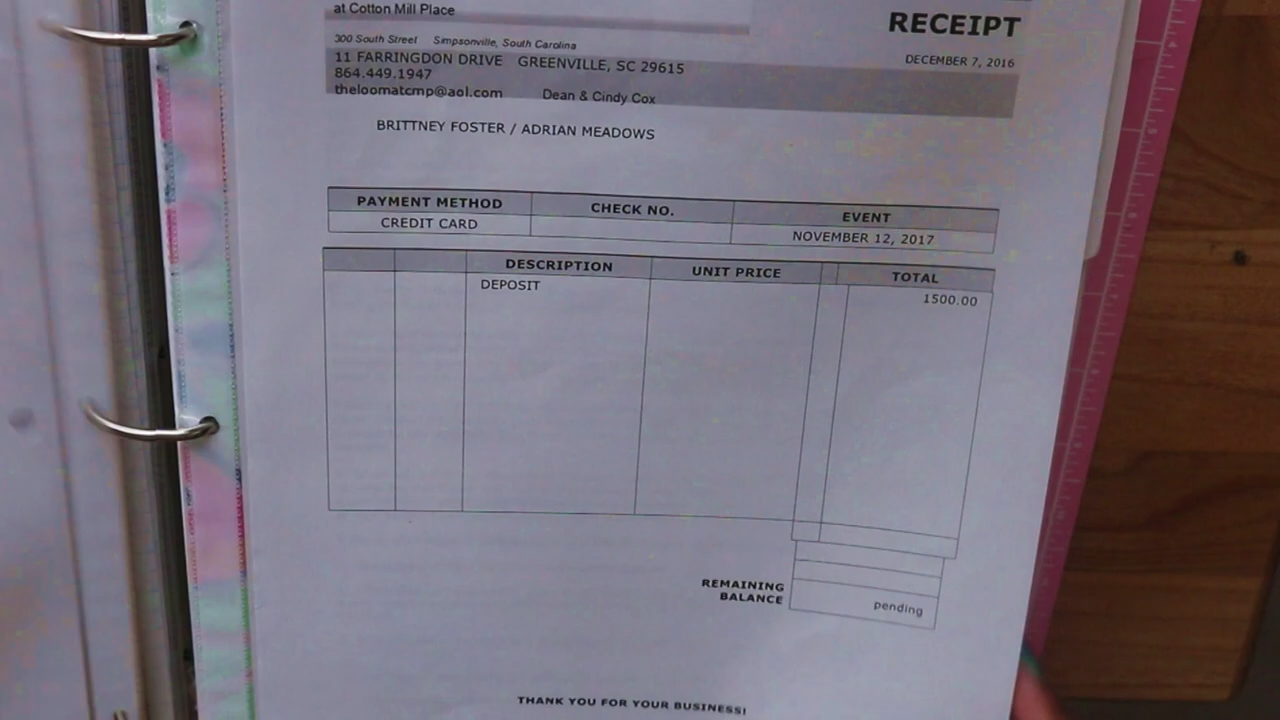 at Cotton Mill Place
RECEIPT
300 South Street Simpsonville, South Carolina
DECEMBER 7, 2016
11 FARRINGDON DRIVE GREENVILLE, SC 29615
864.449.1947
theloomatcmp@aol.com Dean & Cindy Cox
BRITTNEY FOSTER / ADRIAN MEADOWS
PAYMENT METHOD CHECK NO. EVENT
CREDIT CARD NOVEMBER 12, 2017
DESCRIPTION UNIT PRICE TOTAL
DEPOSIT 1500.00
REMAINING
BALANCE pending
THANK YOU FOR YOUR BUSINESS!